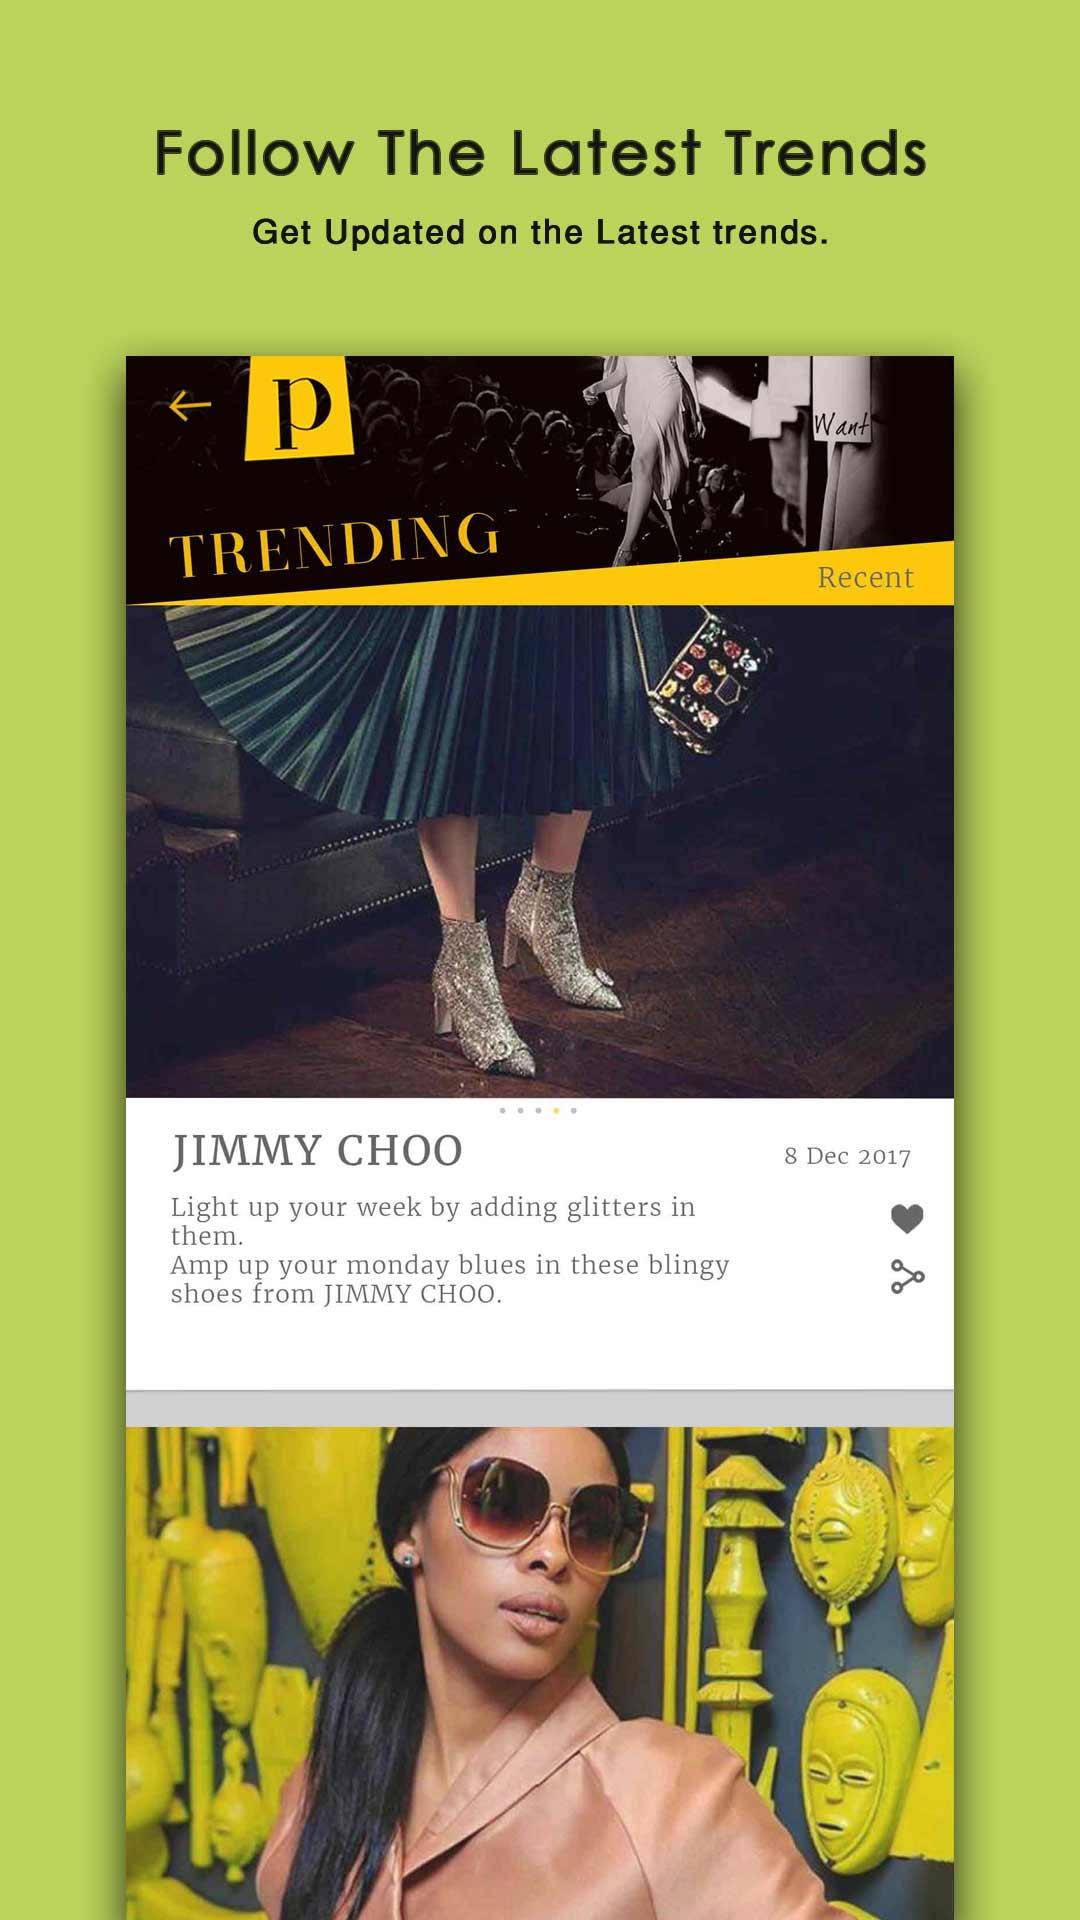 Follow The Latest Trends
Get Updated on the Latest trends.
p
Want
TRENDING
Recent
JIMMY CHOO
8 Dec 2017
Light up your week by adding glitters in
them.
Amp up your monday blues in these blingy
shoes from JIMMY CHOO.